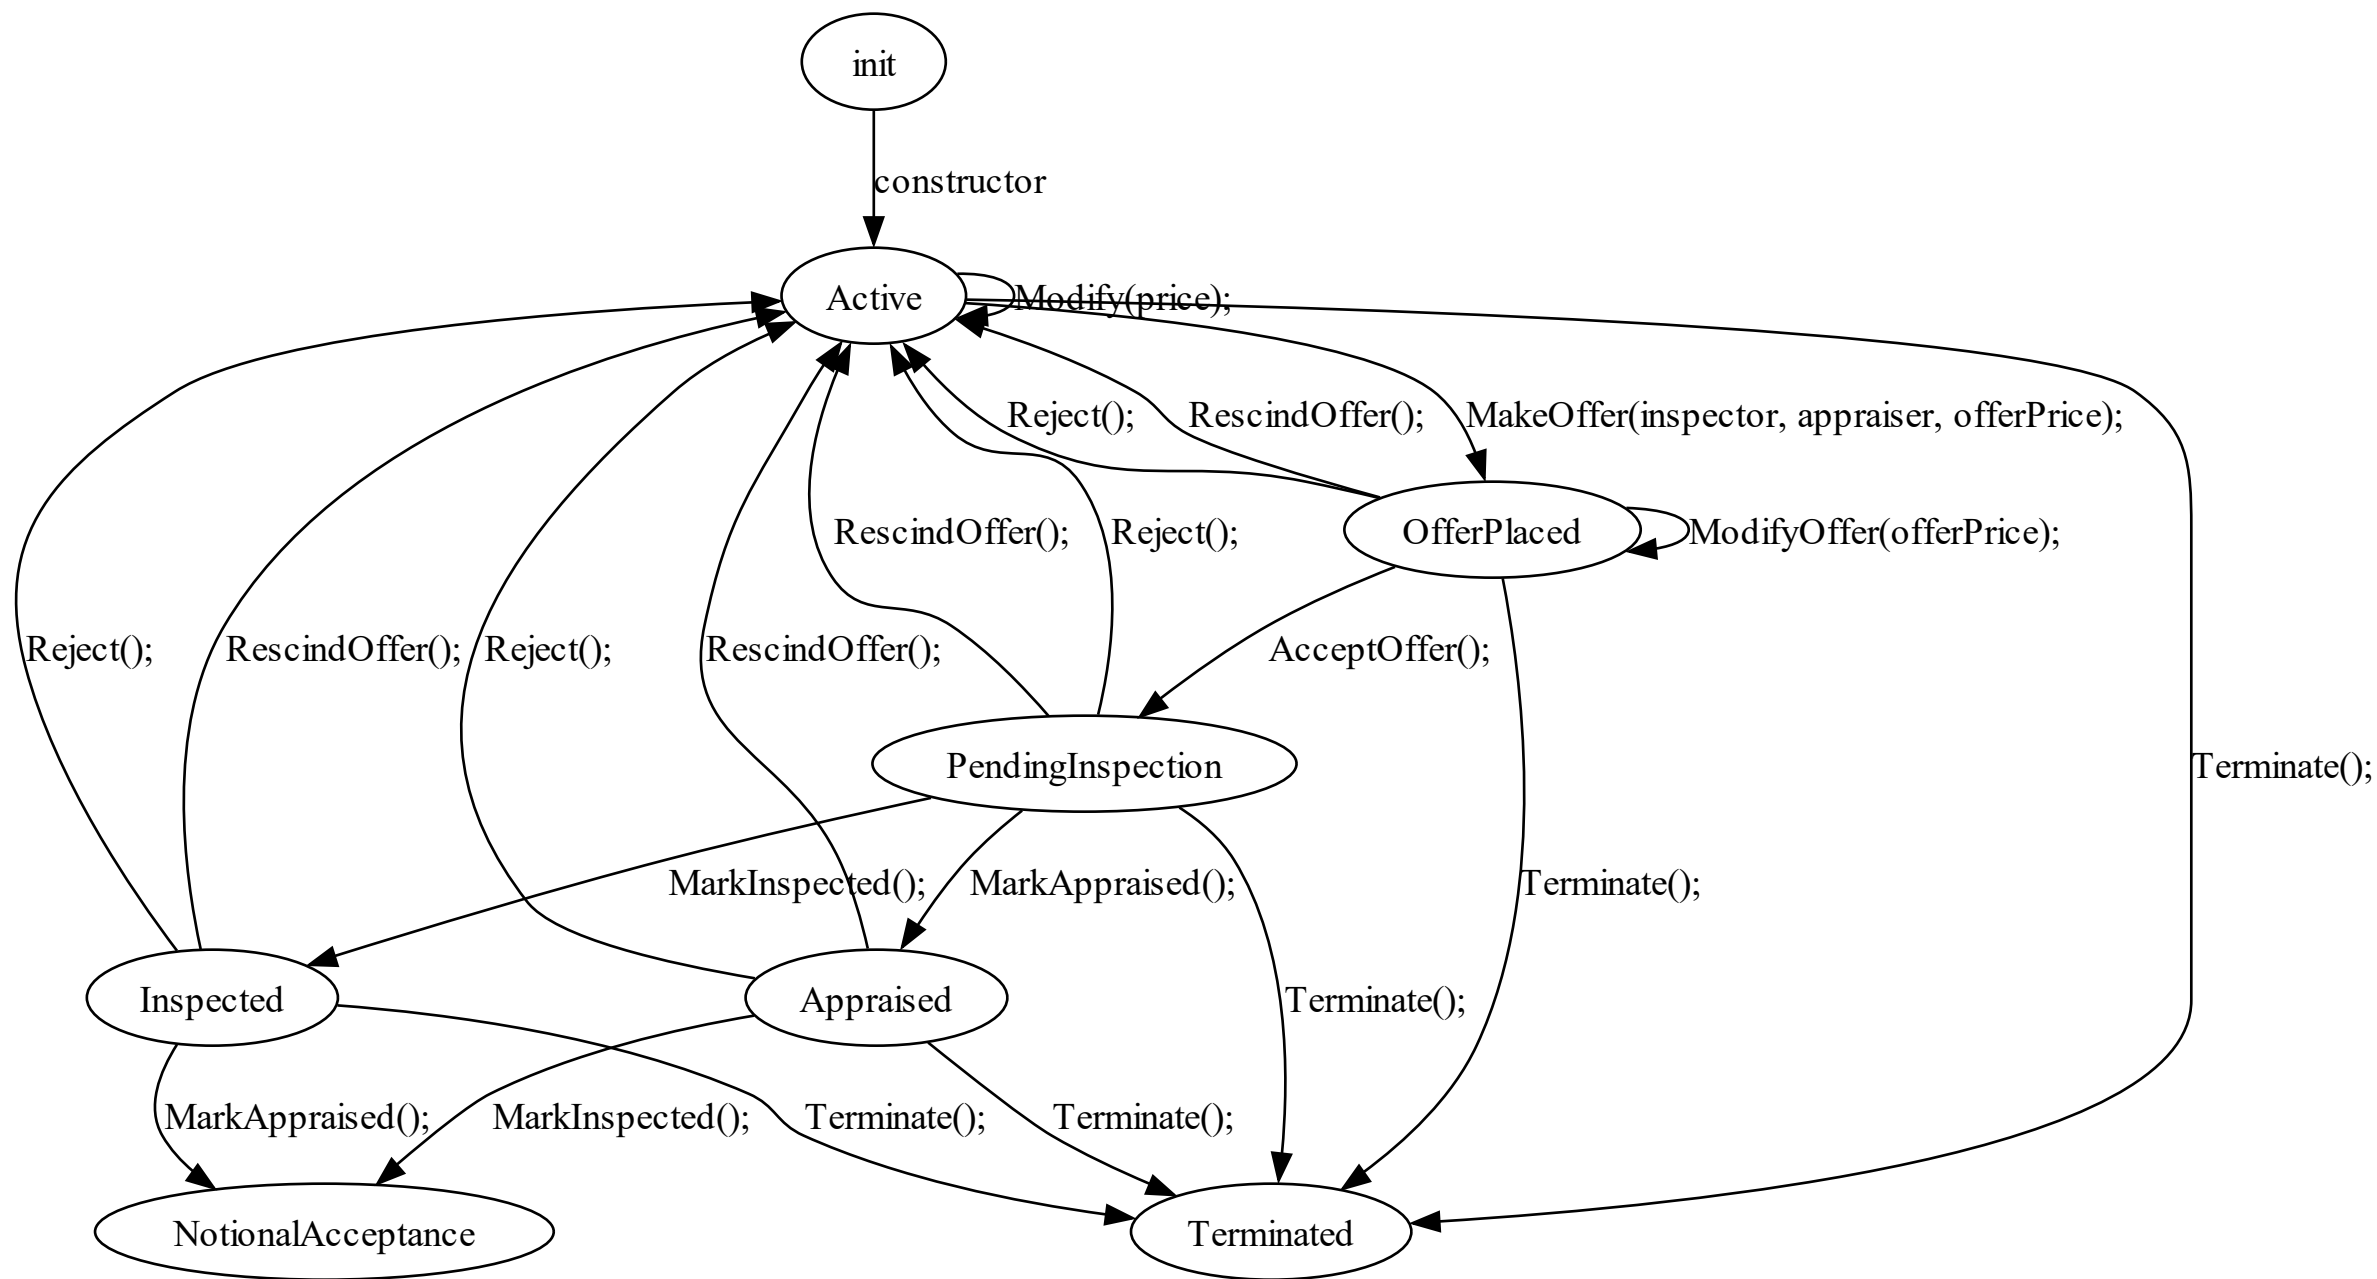 init
constructor
Active
Modify(price);
Reject();
RescindOffer();
MakeOffer(inspector, appraiser, offerPrice);
RescindOffer();
Reject();
OfferPlaced
ModifyOffer(offerPrice);
Reject();
RescindOffer();
Reject();
RescindOffer();
AcceptOffer();
PendingInspection
Terminate();
MarkInspected();
MarkAppraised();
Terminate();
Inspected
Appraised
Terminate();
MarkAppraised();
MarkInspected();
Terminate();
Terminate();
NotionalAcceptance
Terminated